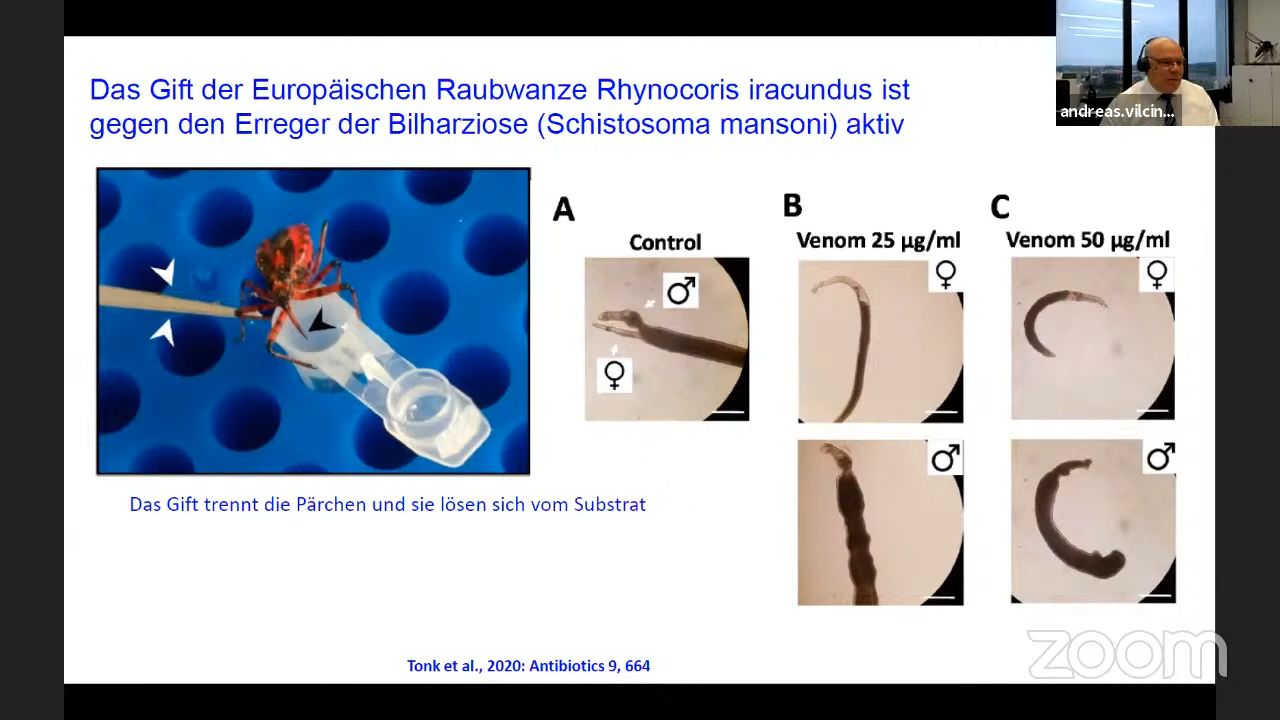 Das Gift der Europäischen Raubwanze Rhynocoris iracundus ist
gegen den Erreger der Bilharziose (Schistosoma mansoni) aktiv
andreas.vilcin...
A
Control
♂
♀
B
Venom 25 µg/ml
♀
♂
C
Venom 50 µg/ml
♀
♂
Das Gift trennt die Pärchen und sie lösen sich vom Substrat
Tonk et al., 2020: Antibiotics 9, 664
zoom